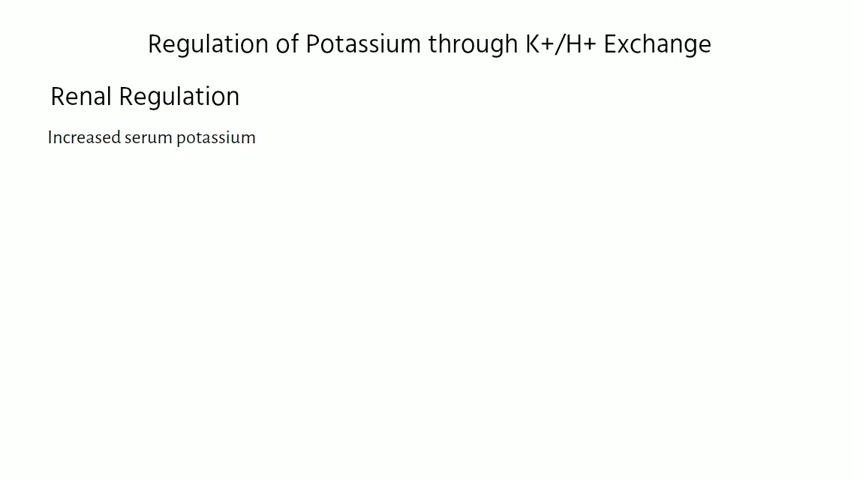 Regulation of Potassium through K+/H+ Exchange
Renal Regulation
Increased serum potassium